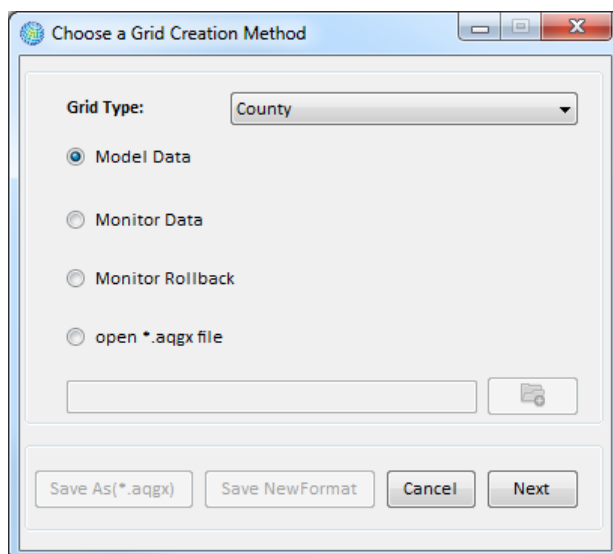 Choose a Grid Creation Method
Grid Type: County
Model Data
Monitor Data
Monitor Rollback
open *.aqgx file
Save As(*.aqgx) Save NewFormat Cancel Next